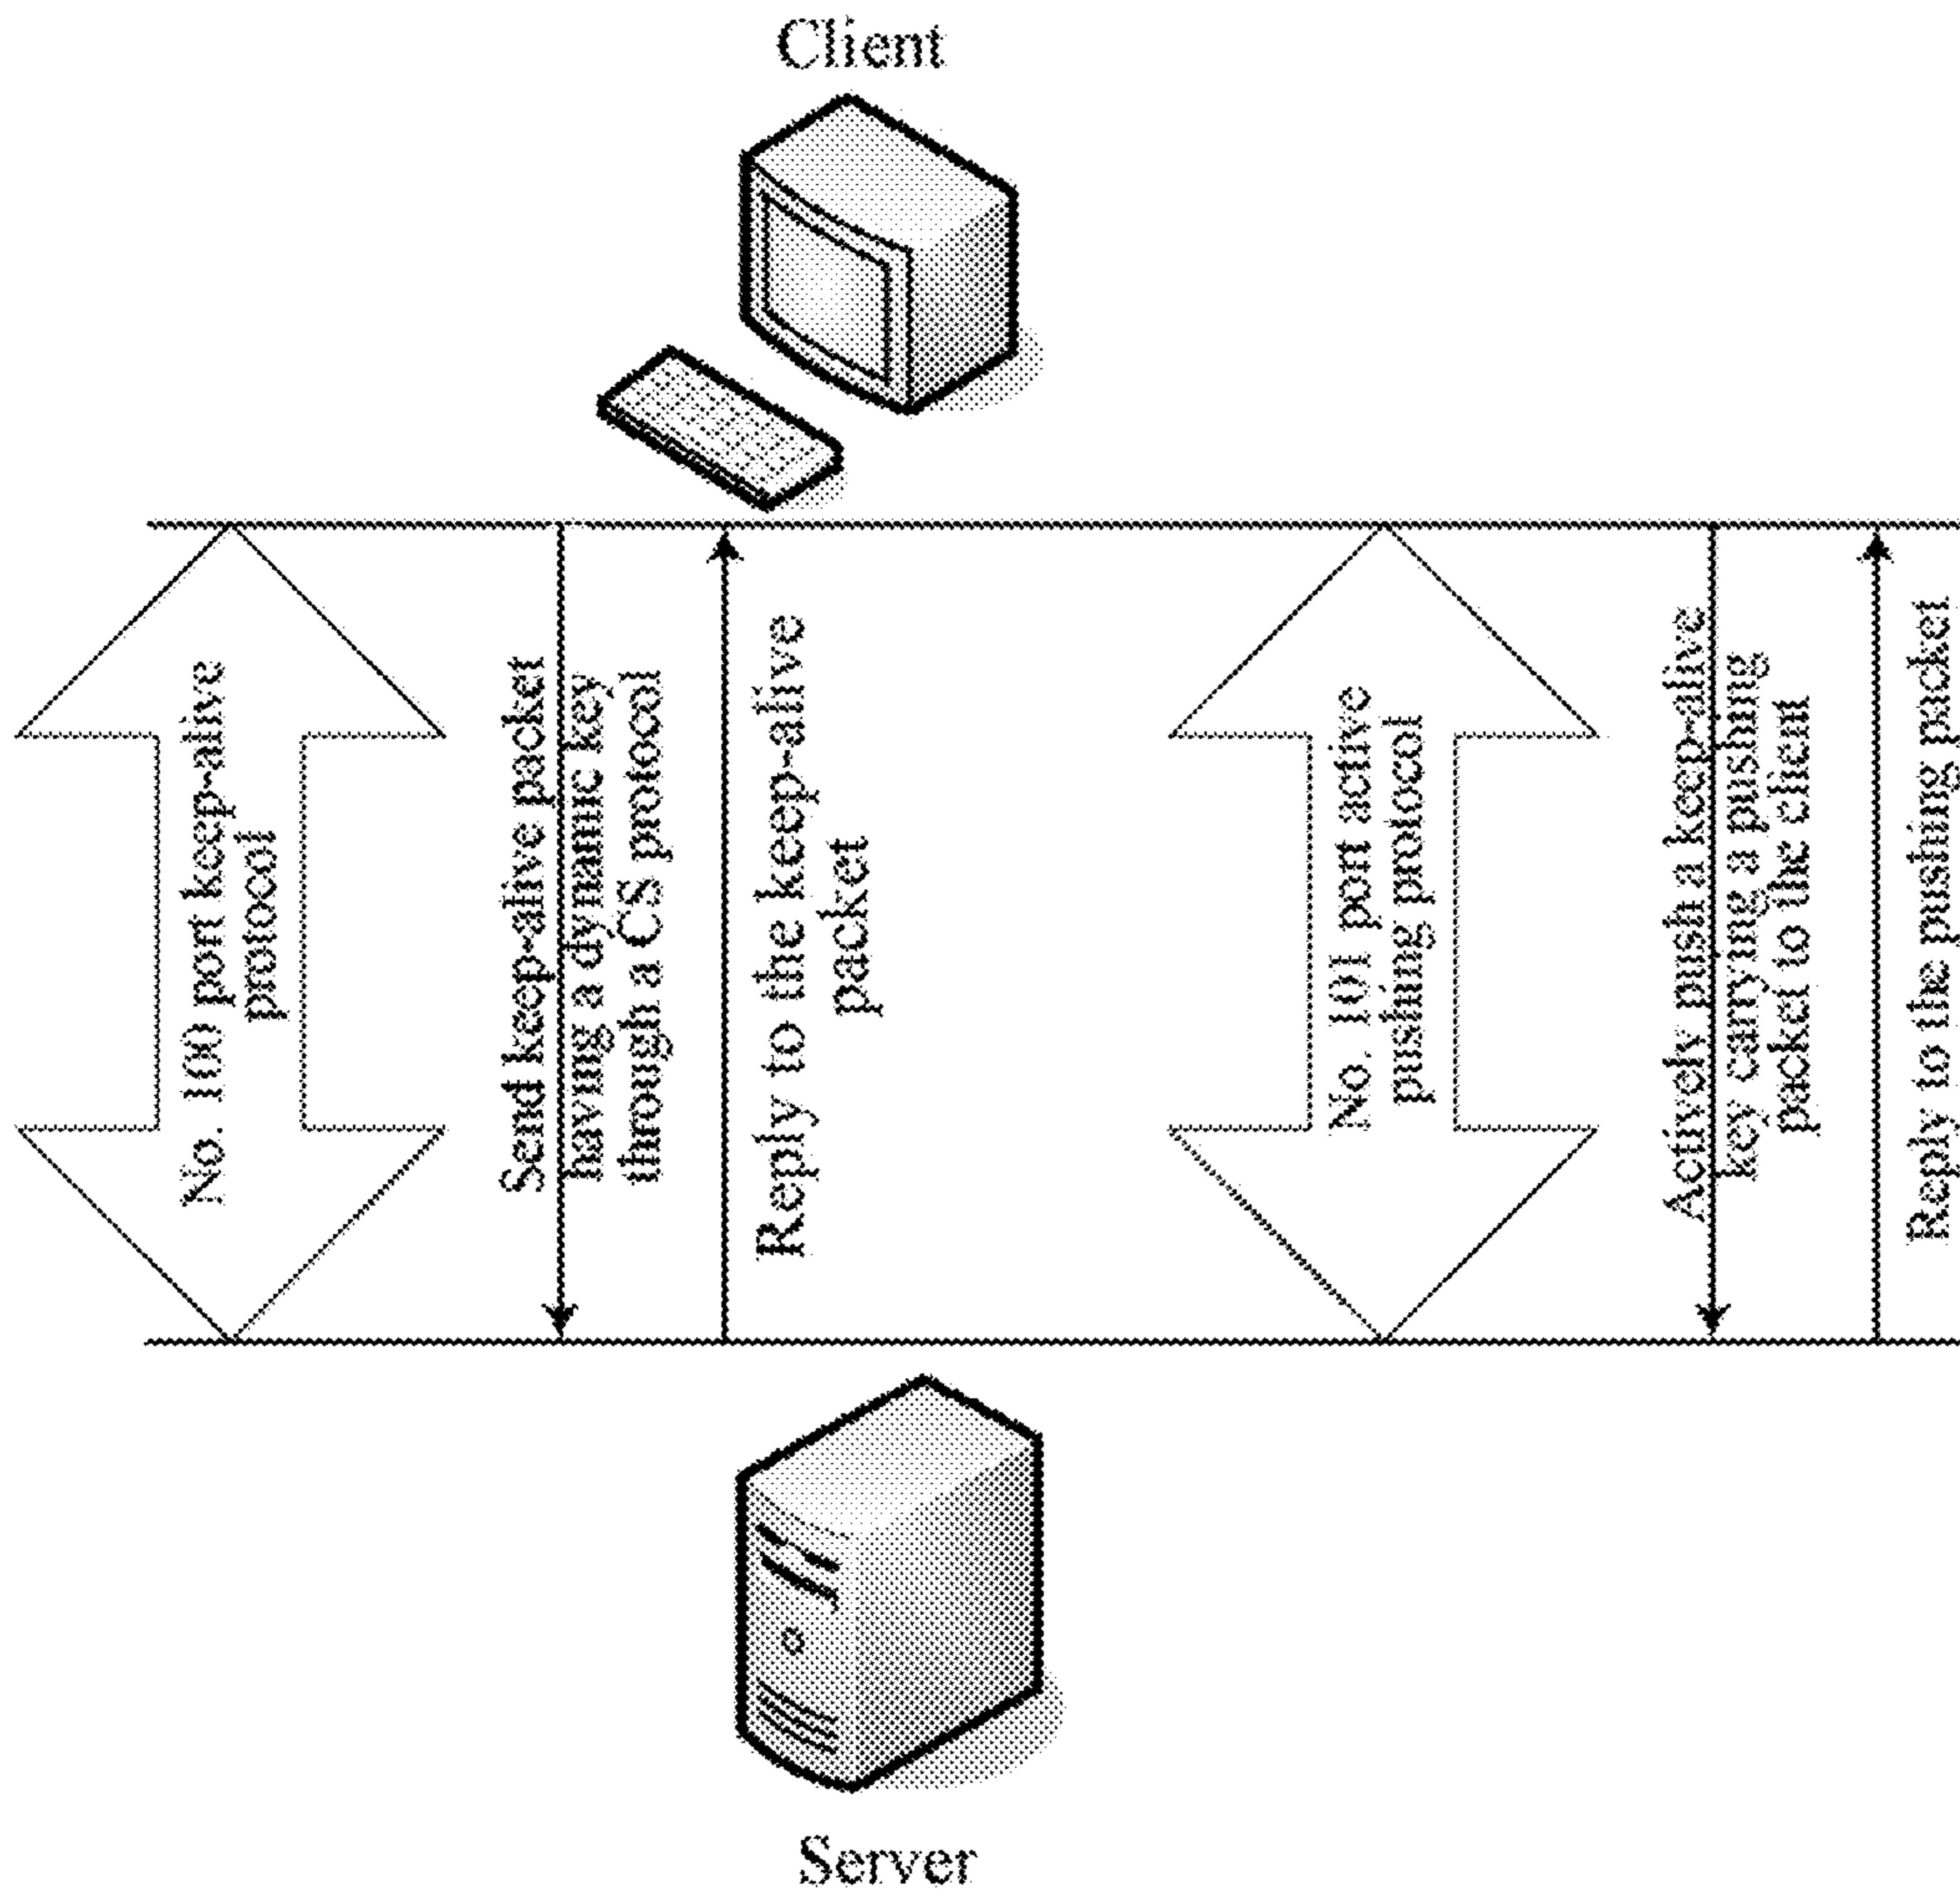 Client
No. 100 port keep-alive
protocol
Send keep-alive packet
having a dynamic key
through a CS protocol
Reply to the keep-alive
packet
No. 101 port active
pushing protocol
Actively push a keep-alive
key carrying a pushing
packet to the client
Reply to the pushing packet
Server